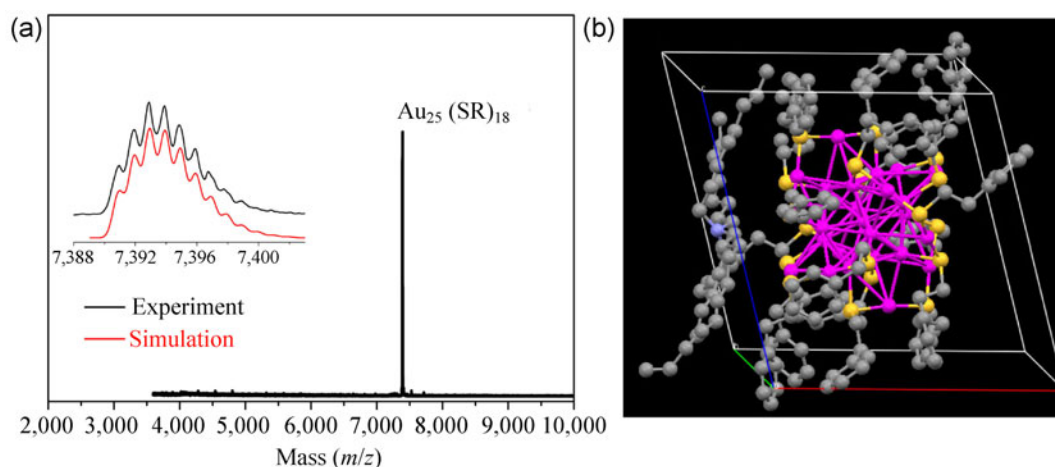 (a)
Au25 (SR)18
7,388 7,392 7,396 7,400
Experiment
Simulation
2,000 3,000 4,000 5,000 6,000 7,000 8,000 9,000 10,000
Mass (m/z)
(b)